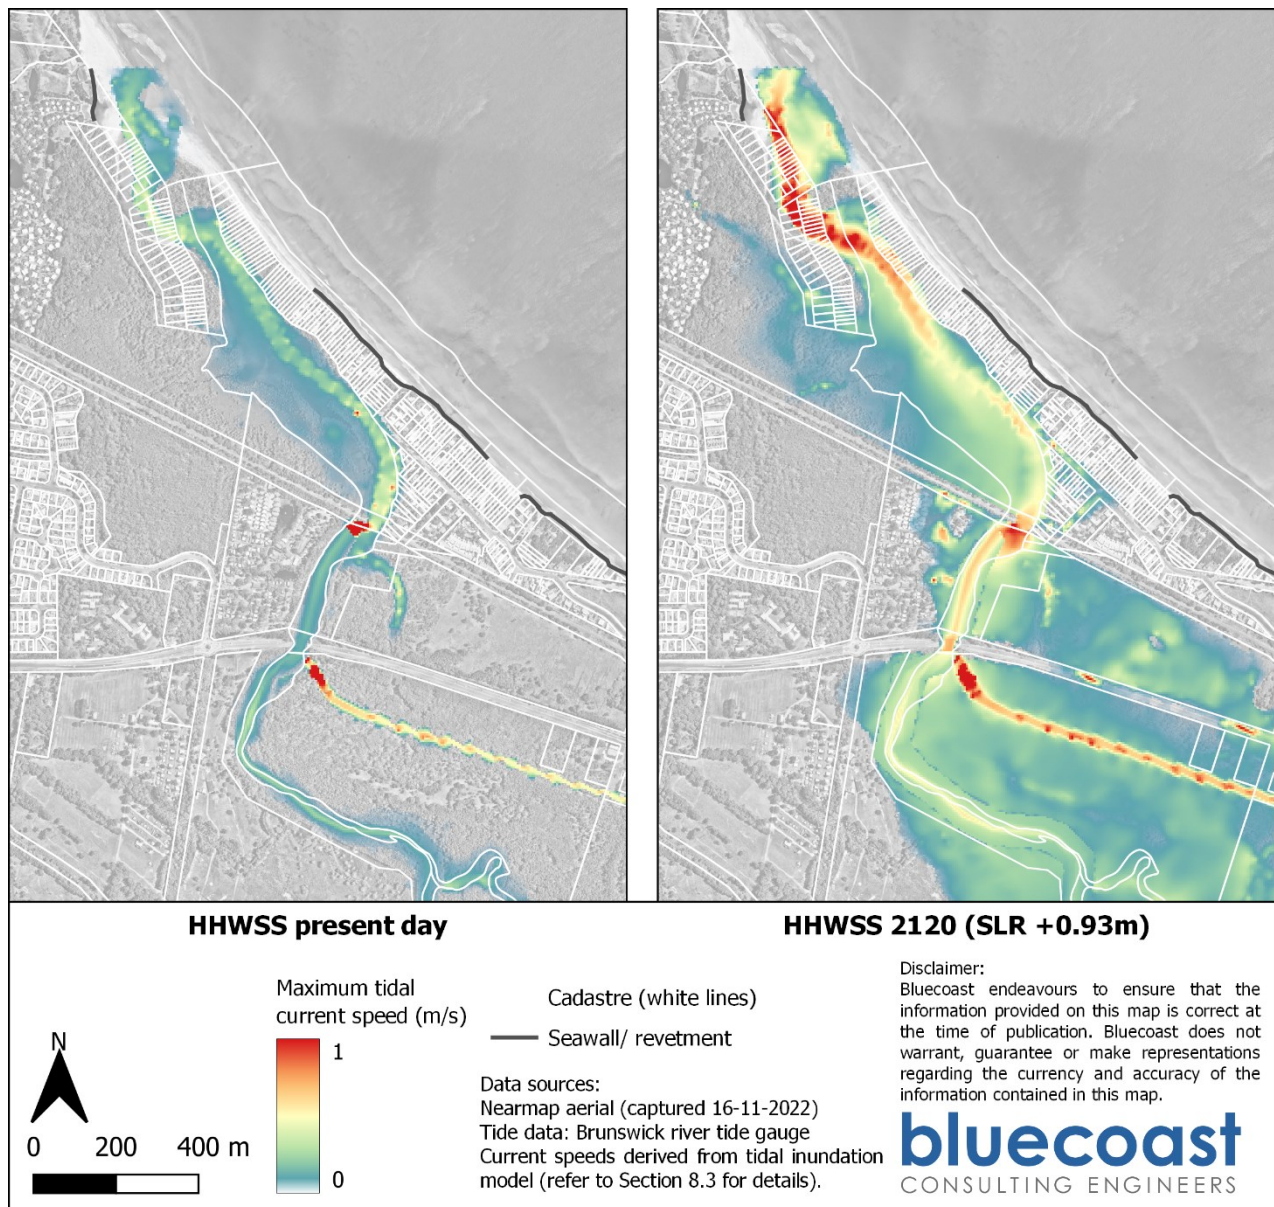 HHWSS present day
HHWSS 2120 (SLR +0.93m)
N
0 200 400 m
Maximum tidal
current speed (m/s)
1
0
Cadastre (white lines)
Seawall/ revetment
Data sources:
Nearmap aerial (captured 16-11-2022)
Tide data: Brunswick river tide gauge
Current speeds derived from tidal inundation
model (refer to Section 8.3 for details).
Disclaimer:
Bluecoast endeavours to ensure that the
information provided on this map is correct at
the time of publication. Bluecoast does not
warrant, guarantee or make representations
regarding the currency and accuracy of the
information contained in this map.
bluecoast
CONSULTING ENGINEERS